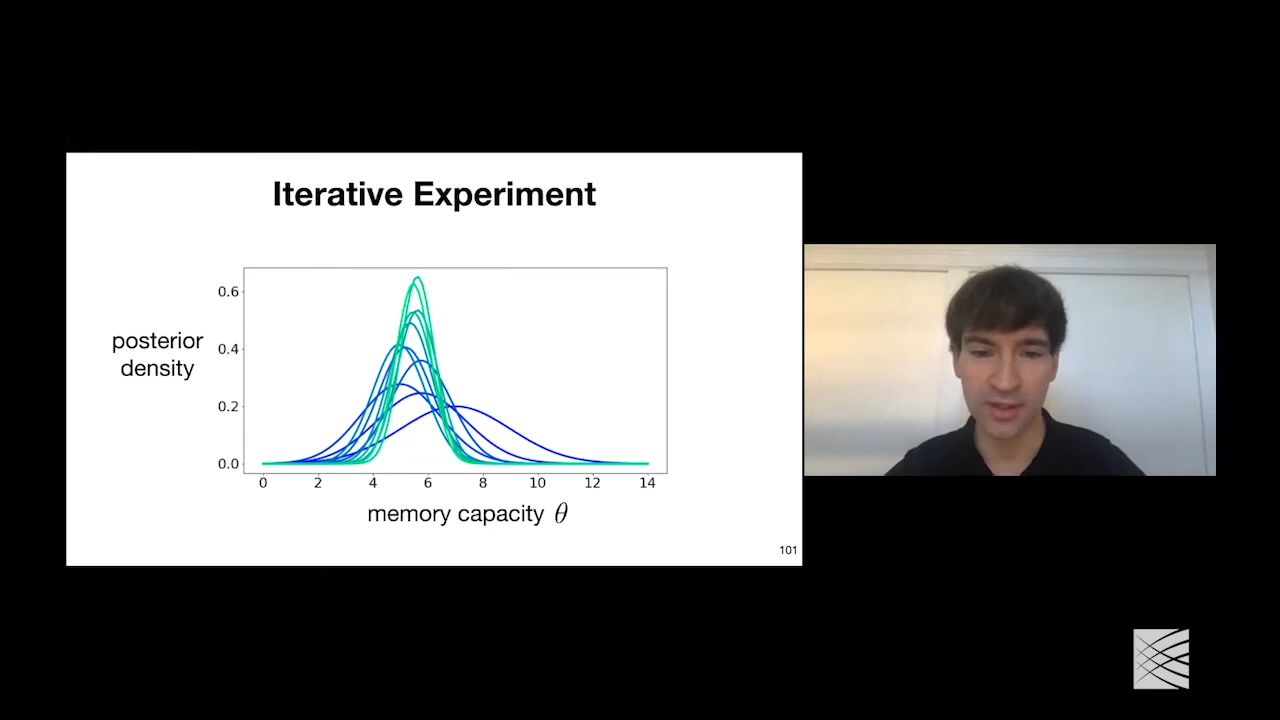 Iterative Experiment
posterior
density
0.6
0.4
0.2
0.0
0 2 4 6 8 10 12 14
memory capacity θ
101